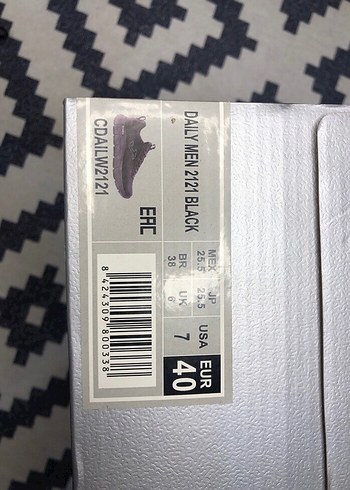 DAILY MEN 2121 BLACK
CDAILW2121
EHC
MEX JP USA EUR
25.5 25.5 7 40
BR UK
38 6
8 424309 800338